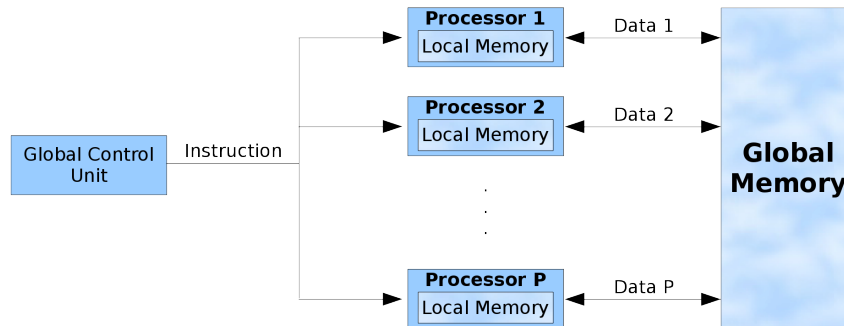 Processor 1
Local Memory
Data 1
Processor 2
Local Memory
Data 2
Global Control
Unit
Instruction
Global
Memory
.
.
.
Processor P
Local Memory
Data P